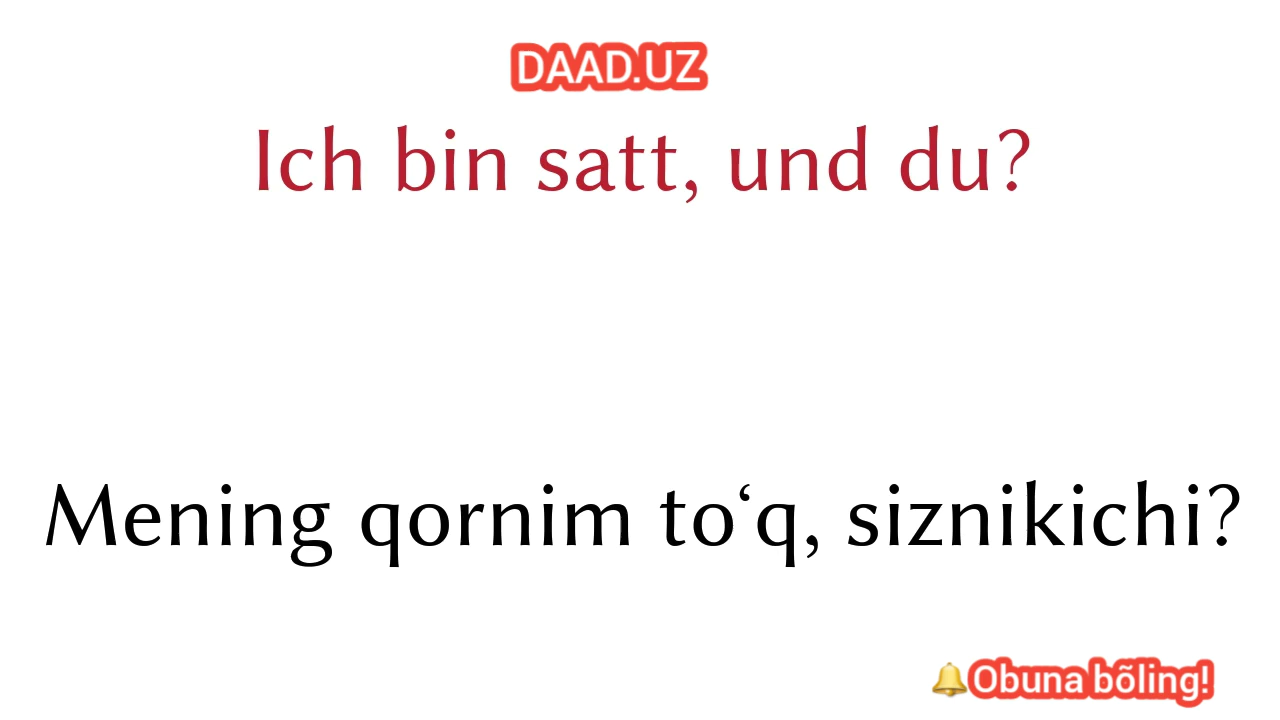 DAAD.UZ
Ich bin satt, und du?
Mening qornim to‘q, siznikichi?
🔔Obuna bõling!